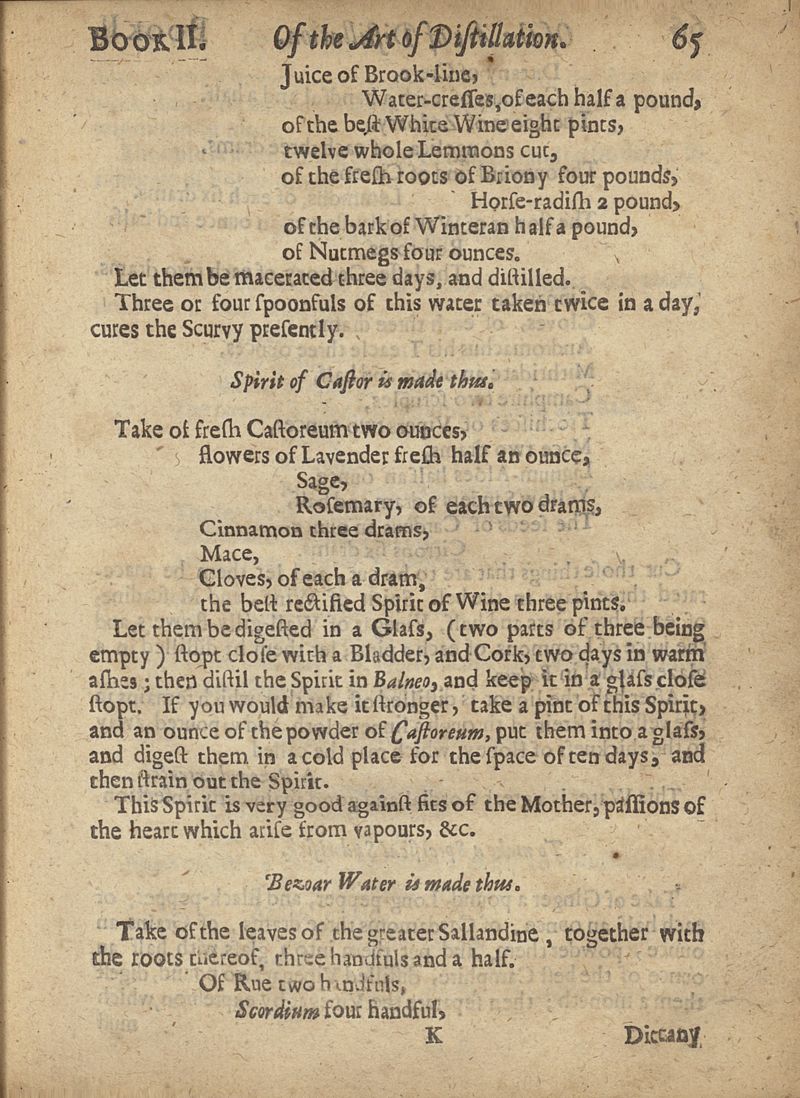 BOOK II. Of the Art of Diſtillation. 65
Juice of Brook-line,
Water-creſſes, of each half a pound,
of the beſt White Wine eight pints,
twelve whole Lemmons cut,
of the freſh roots of Briony four pounds,
Horſe-radiſh 2 pound,
of the bark of Winteran half a pound,
of Nutmegs four ounces.
Let them be macerated three days, and diſtilled.
Three or four ſpoonfuls of this water taken twice in a day,
cures the Scurvy preſently.
Spirit of Caſtor is made thus.
Take of freſh Caſtoreum two ounces,
flowers of Lavender freſh half an ounce,
Sage,
Roſemary, of each two drams,
Cinnamon three drams,
Mace,
Cloves, of each a dram,
the beſt rectified Spirit of Wine three pints.
Let them be digeſted in a Glaſs, (two parts of three being
empty) ſtopt cloſe with a Bladder, and Cork, two days in warm
aſhes; then diſtil the Spirit in Balneo, and keep it in a glaſs cloſe
ſtopt. If you would make it ſtronger, take a pint of this Spirit,
and an ounce of the powder of Caſtoreum, put them into a glaſs,
and digeſt them in a cold place for the ſpace of ten days, and
then ſtrain out the Spirit.
This Spirit is very good againſt fits of the Mother, paſſions of
the heart which ariſe from vapours, &c.
Bezoar Water is made thus.
Take of the leaves of the greater Sallandine, together with
the roots thereof, three handfuls and a half.
Of Rue two handfuls,
Scordium four handful,
K Dittany